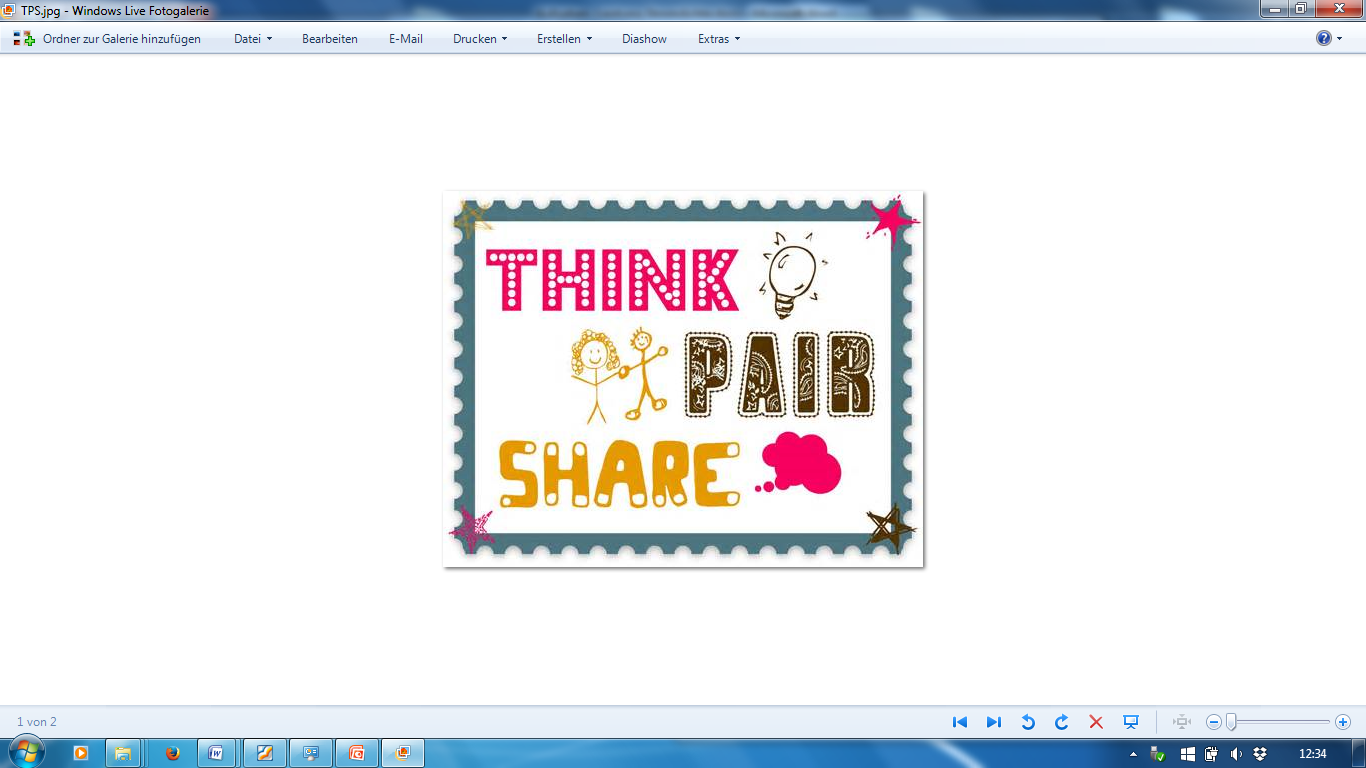 TPS.jpg - Windows Live Fotogalerie
Ordner zur Galerie hinzufügen Datei Bearbeiten E-Mail Drucken Erstellen Diashow Extras
THINK
PAIR
SHARE
1 von 2
12:34